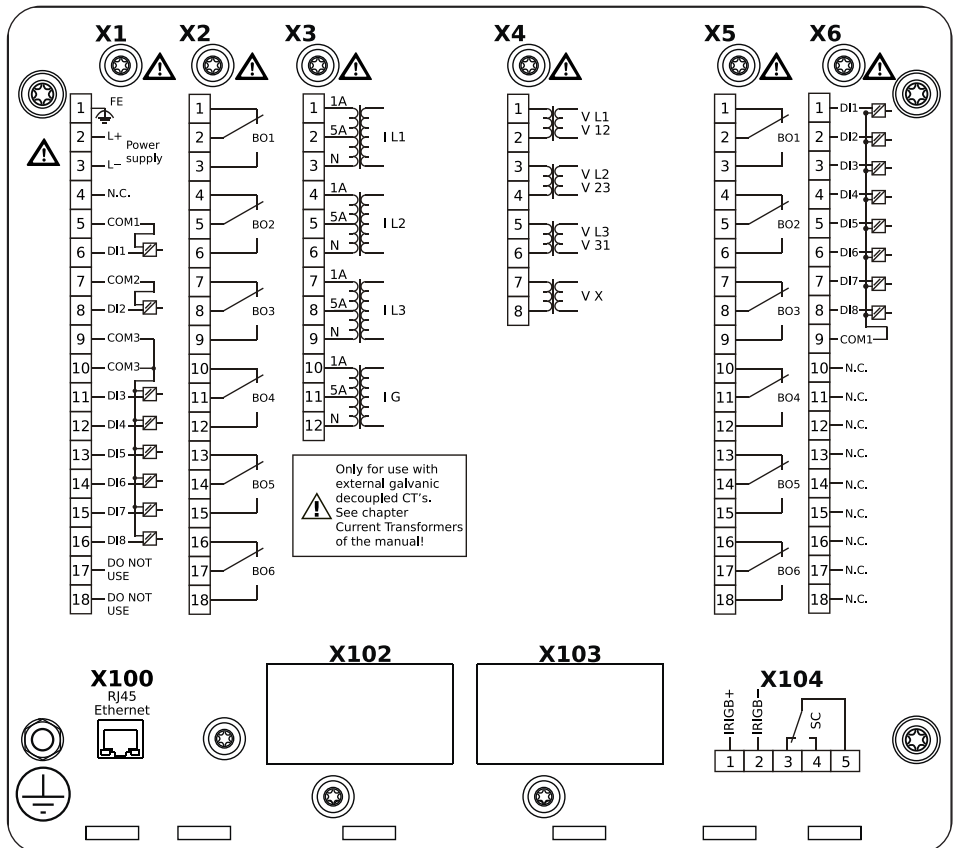 X1
1 FE
2 L+
Power
supply
3 L−
4 N.C.
5 COM1
6 DI1
7 COM2
8 DI2
9 COM3
10 COM3
11 DI3
12 DI4
13 DI5
14 DI6
15 DI7
16 DI8
17 DO NOT
USE
18 DO NOT
USE
X2
1
2 BO1
3
4
5 BO2
6
7
8 BO3
9
10
11 BO4
12
13
14 BO5
15
16
17 BO6
18
X3
1 1A
2 5A I L1
3 N
4 1A
5 5A I L2
6 N
7 1A
8 5A I L3
9 N
10 1A
11 5A I G
12 N
Only for use with
external galvanic
decoupled CT's.
See chapter
Current Transformers
of the manual!
X4
1 V L1
2 V 12
3 V L2
4 V 23
5 V L3
6 V 31
7
V X
8
X5
1
2 BO1
3
4
5 BO2
6
7
8 BO3
9
10
11 BO4
12
13
14 BO5
15
16
17 BO6
18
X6
1 DI1
2 DI2
3 DI3
4 DI4
5 DI5
6 DI6
7 DI7
8 DI8
9 COM1
10 N.C.
11 N.C.
12 N.C.
13 N.C.
14 N.C.
15 N.C.
16 N.C.
17 N.C.
18 N.C.
X100
RJ45
Ethernet
X102
X103
X104
IRIGB+
IRIGB−
SC
1 2 3 4 5